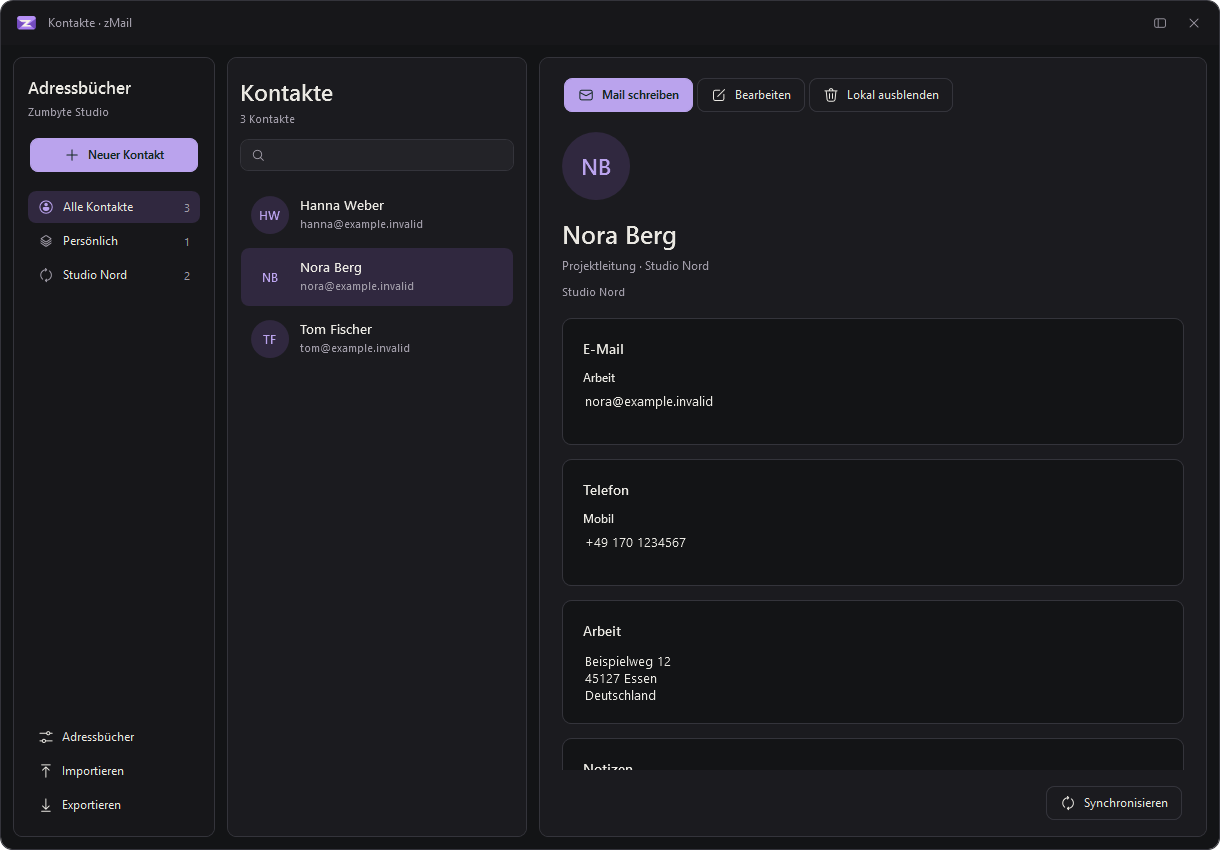 Kontakte · zMail
Adressbücher
Zumbyte Studio
Neuer Kontakt
Alle Kontakte 3
Persönlich 1
Studio Nord 2
Adressbücher
Importieren
Exportieren
Kontakte
3 Kontakte
HW
Hanna Weber
hanna@example.invalid
NB
Nora Berg
nora@example.invalid
TF
Tom Fischer
tom@example.invalid
Mail schreiben
Bearbeiten
Lokal ausblenden
NB
Nora Berg
Projektleitung · Studio Nord
Studio Nord
E-Mail
Arbeit
nora@example.invalid
Telefon
Mobil
+49 170 1234567
Arbeit
Beispielweg 12
45127 Essen
Deutschland
Notizen
Synchronisieren